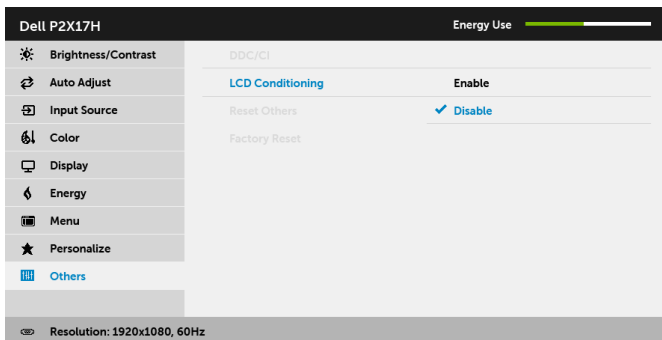 Dell P2X17H
Energy Use
Brightness/Contrast
Auto Adjust
Input Source
Color
Display
Energy
Menu
Personalize
Others
DDC/CI
LCD Conditioning
Reset Others
Factory Reset
Enable
Disable
Resolution: 1920x1080, 60Hz